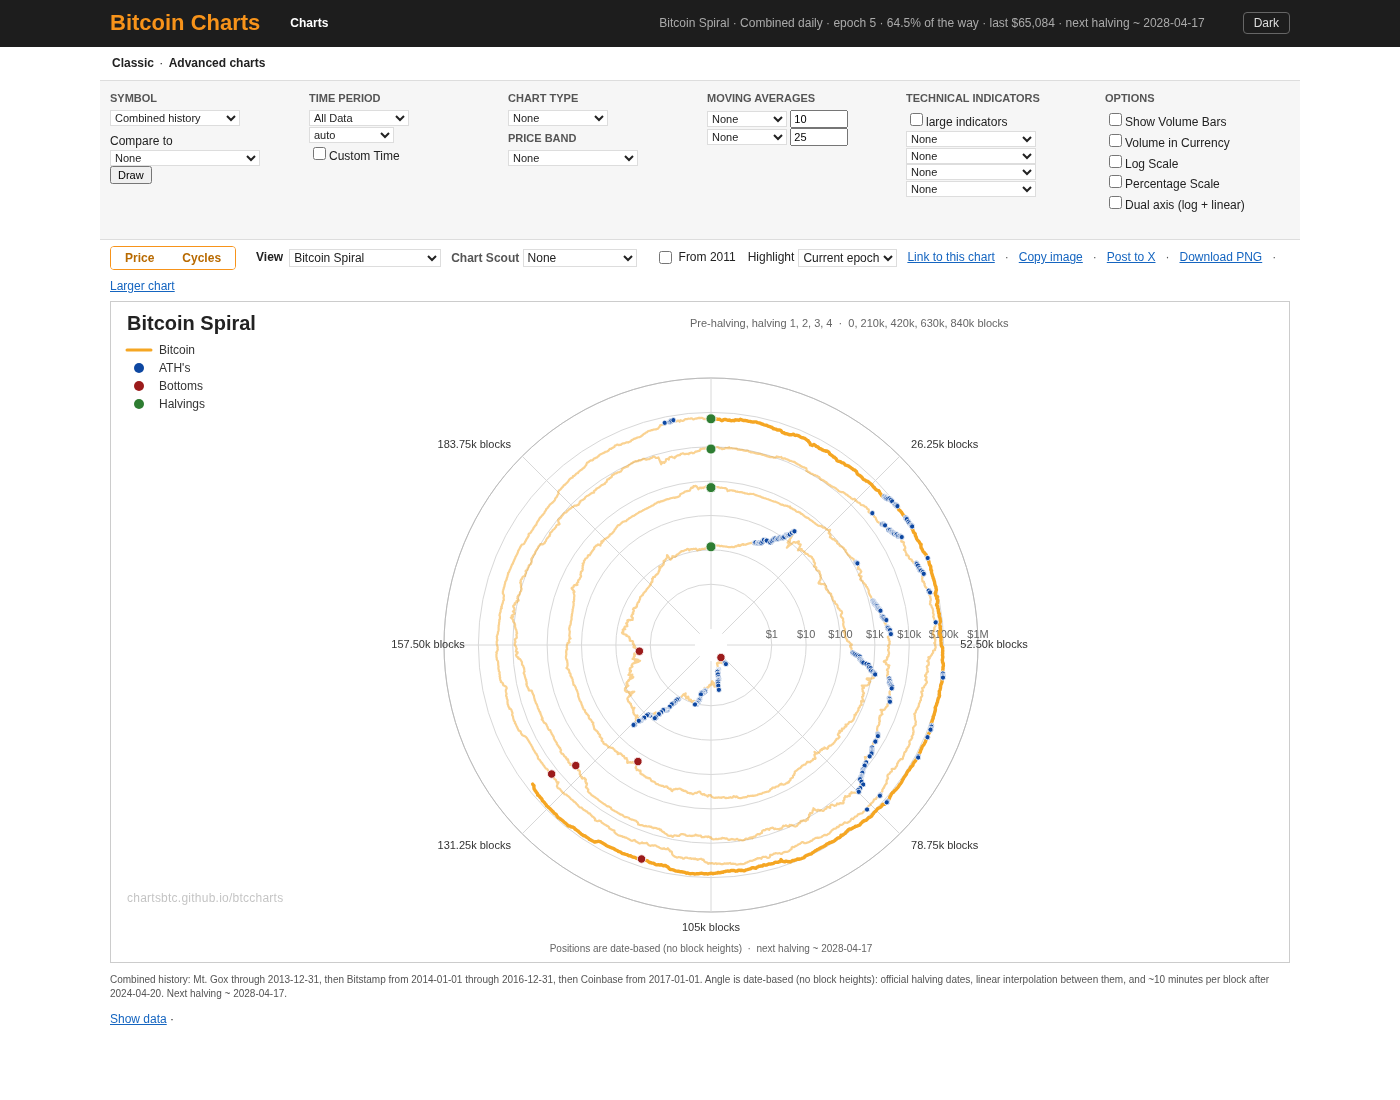 Bitcoin Charts
Charts
Bitcoin Spiral · Combined daily · epoch 5 · 64.5% of the way · last $65,084 · next halving ~ 2028-04-17
Dark
Classic · Advanced charts
SYMBOL
Combined history
Compare to
None
Draw
TIME PERIOD
All Data
auto
Custom Time
CHART TYPE
None
PRICE BAND
None
MOVING AVERAGES
None 10
None 25
TECHNICAL INDICATORS
large indicators
None
None
None
None
OPTIONS
Show Volume Bars
Volume in Currency
Log Scale
Percentage Scale
Dual axis (log + linear)
Price Cycles View Bitcoin Spiral Chart Scout None From 2011 Highlight Current epoch Link to this chart · Copy image · Post to X · Download PNG ·
Larger chart
Bitcoin Spiral
Pre-halving, halving 1, 2, 3, 4 · 0, 210k, 420k, 630k, 840k blocks
Bitcoin
ATH's
Bottoms
Halvings
183.75k blocks
26.25k blocks
$1 $10 $100 $1k $10k $100k $1M
157.50k blocks
52.50k blocks
131.25k blocks
78.75k blocks
chartsbtc.github.io/btccharts
105k blocks
Positions are date-based (no block heights) · next halving ~ 2028-04-17
Combined history: Mt. Gox through 2013-12-31, then Bitstamp from 2014-01-01 through 2016-12-31, then Coinbase from 2017-01-01. Angle is date-based (no block heights): official halving dates, linear interpolation between them, and ~10 minutes per block after
2024-04-20. Next halving ~ 2028-04-17.
Show data ·